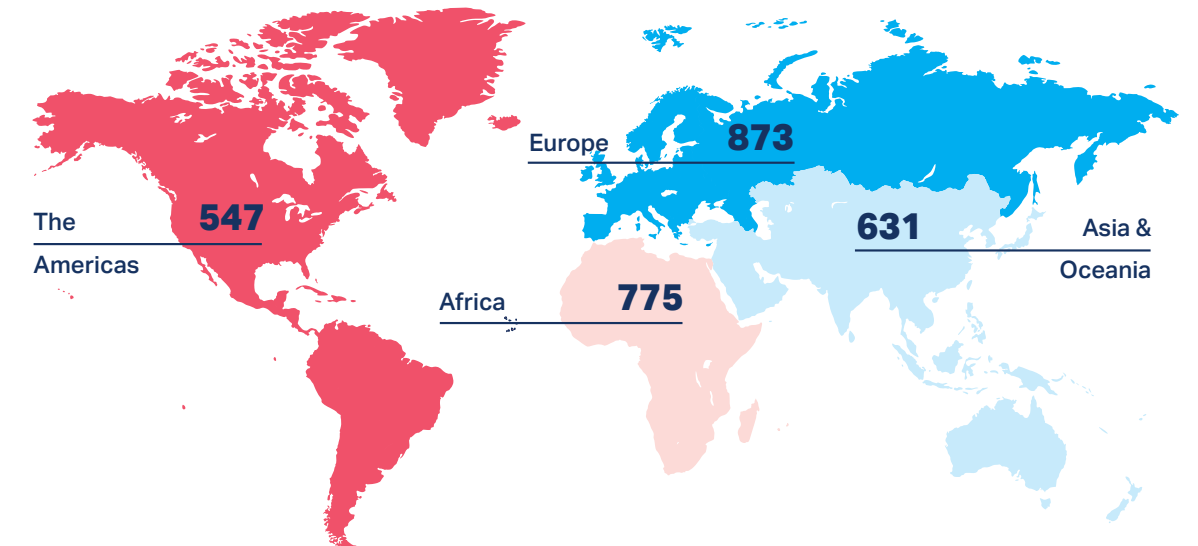 Europe 873
The 547
Americas
631 Asia &
Oceania
Africa 775